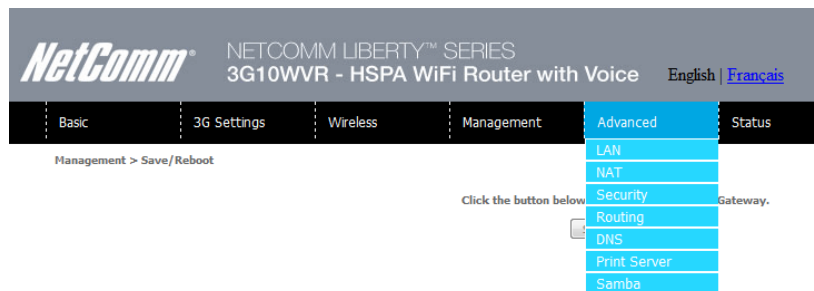 NetComm®
NETCOMM LIBERTY™ SERIES
3G10WVR - HSPA WiFi Router with Voice
English | Français
Basic 3G Settings Wireless Management Advanced Status
Management > Save/Reboot
LAN
NAT
Security
Routing
DNS
Print Server
Samba
Click the button below
Gateway.